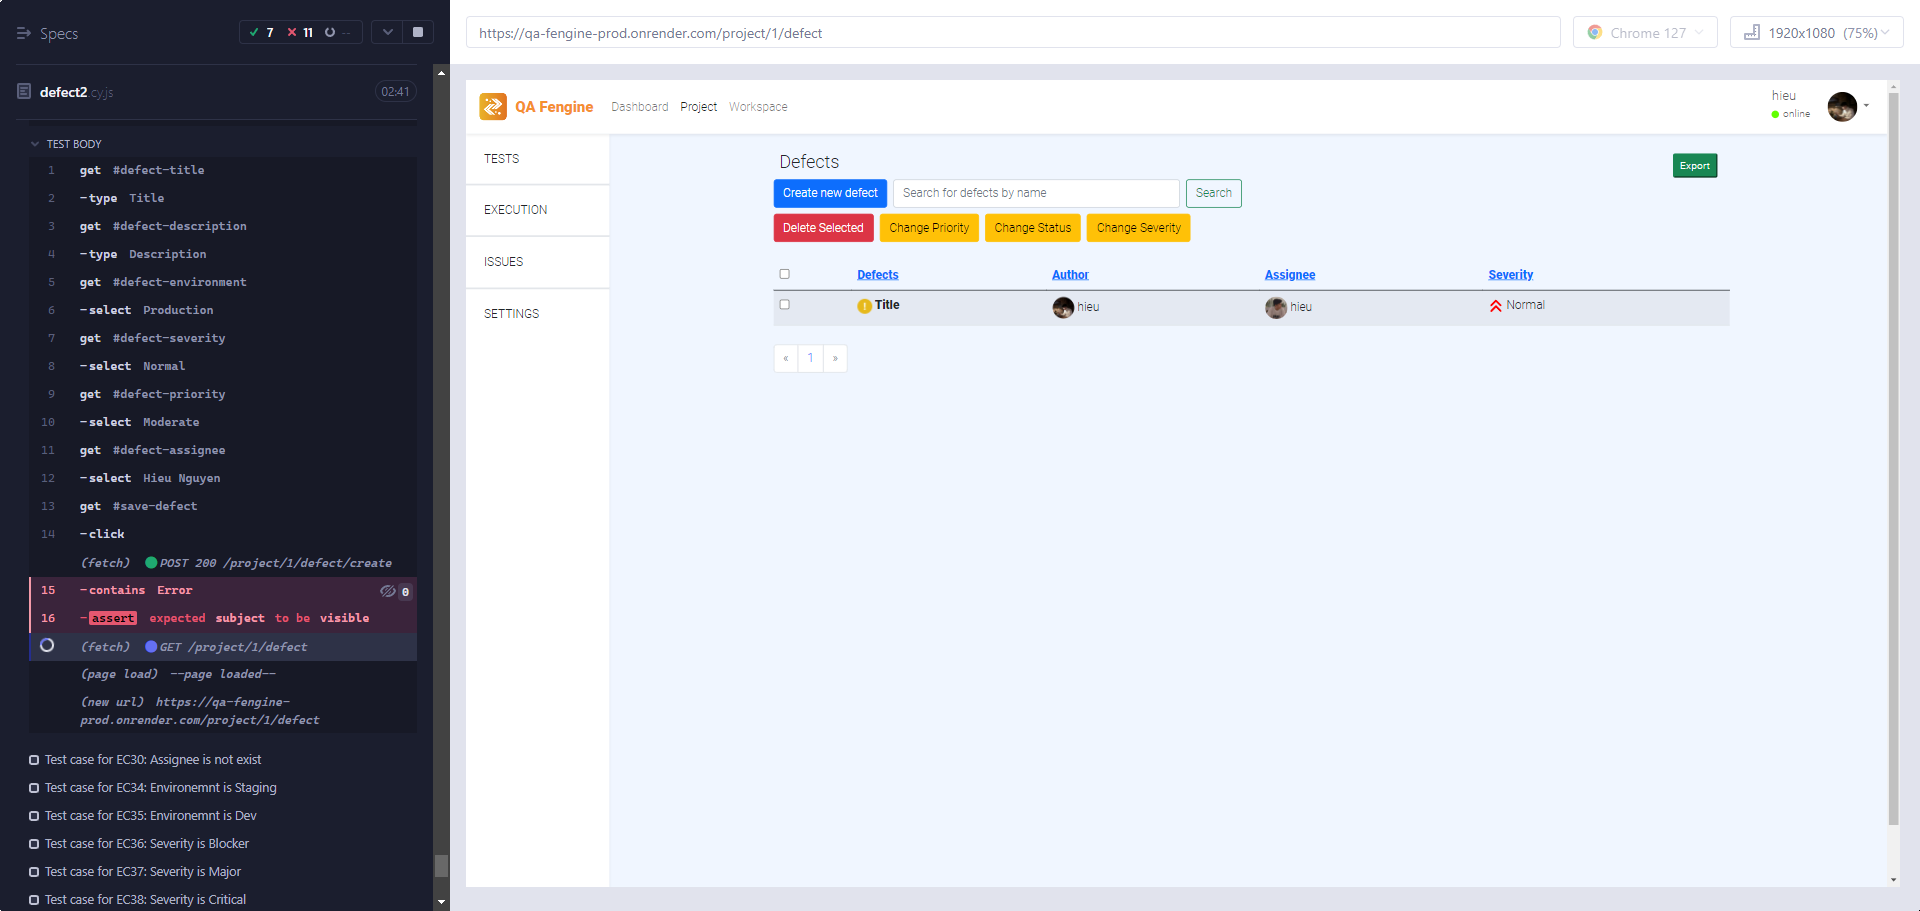 Specs
7 11 --
defect2 cy.js 02:41
TEST BODY
1 get #defect-title
2 -type Title
3 get #defect-description
4 -type Description
5 get #defect-environment
6 -select Production
7 get #defect-severity
8 -select Normal
9 get #defect-priority
10 -select Moderate
11 get #defect-assignee
12 -select Hieu Nguyen
13 get #save-defect
14 -click
(fetch) POST 200 /project/1/defect/create
15 -contains Error 0
16 -assert expected subject to be visible
(fetch) GET /project/1/defect
(page load) --page loaded--
(new url) https://qa-fengine-
prod.onrender.com/project/1/defect
Test case for EC30: Assignee is not exist
Test case for EC34: Environemnt is Staging
Test case for EC35: Environemnt is Dev
Test case for EC36: Severity is Blocker
Test case for EC37: Severity is Major
Test case for EC38: Severity is Critical
https://qa-fengine-prod.onrender.com/project/1/defect
Chrome 127
1920x1080 (75%)
QA Fengine Dashboard Project Workspace
hieu
online
TESTS
EXECUTION
ISSUES
SETTINGS
Defects
Export
Create new defect Search for defects by name Search
Delete Selected Change Priority Change Status Change Severity
Defects Author Assignee Severity
! Title hieu hieu Normal
« 1 »